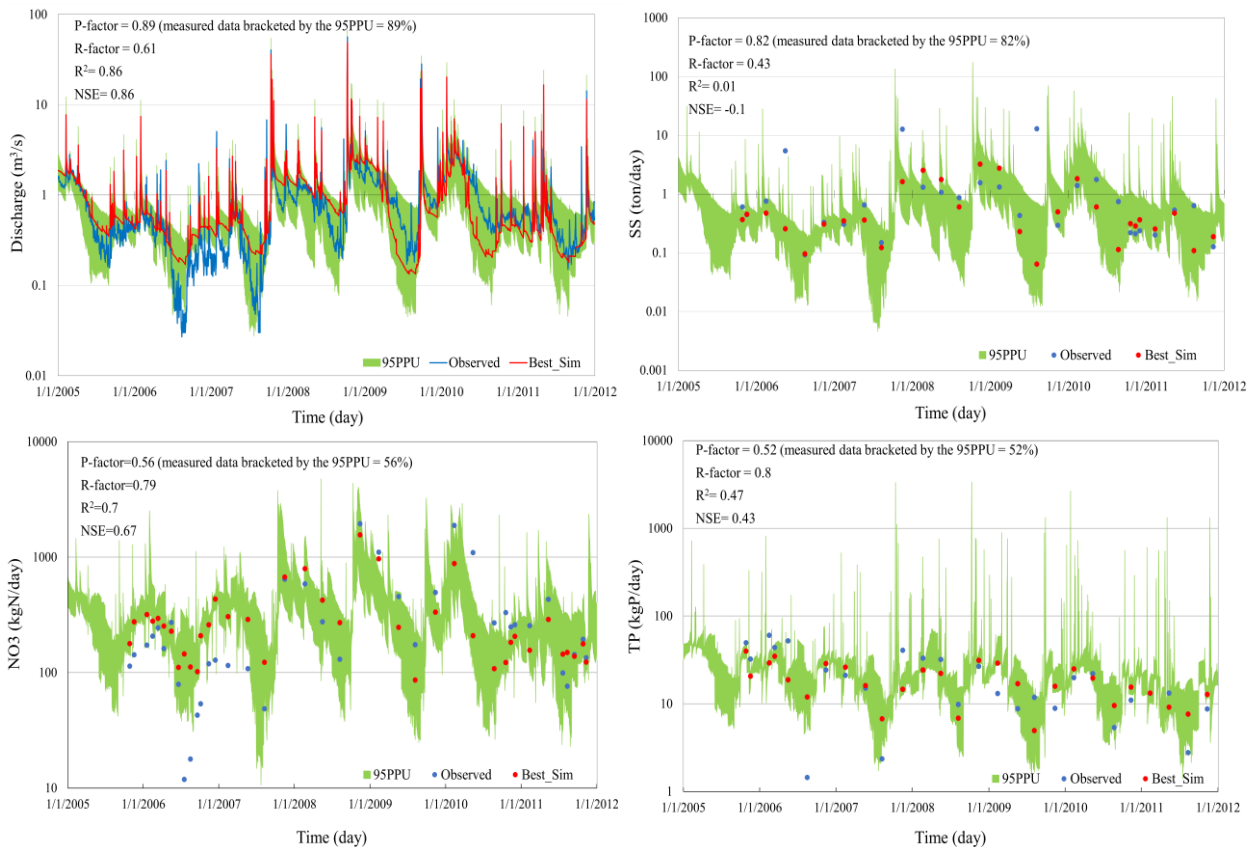 P-factor = 0.89 (measured data bracketed by the 95PPU = 89%)
R-factor = 0.61
R²= 0.86
NSE= 0.86
Discharge (m³/s)
100
10
1
0.1
0.01
95PPU
Observed
Best_Sim
1/1/2005 1/1/2006 1/1/2007 1/1/2008 1/1/2009 1/1/2010 1/1/2011 1/1/2012
Time (day)
P-factor = 0.82 (measured data bracketed by the 95PPU = 82%)
R-factor = 0.43
R²= 0.01
NSE= -0.1
SS (ton/day)
1000
100
10
1
0.1
0.01
0.001
95PPU
Observed
Best_Sim
1/1/2005 1/1/2006 1/1/2007 1/1/2008 1/1/2009 1/1/2010 1/1/2011 1/1/2012
Time (day)
P-factor=0.56 (measured data bracketed by the 95PPU = 56%)
R-factor=0.79
R²=0.7
NSE=0.67
NO3 (kgN/day)
10000
1000
100
10
95PPU
Observed
Best_Sim
1/1/2005 1/1/2006 1/1/2007 1/1/2008 1/1/2009 1/1/2010 1/1/2011 1/1/2012
Time (day)
P-factor = 0.52 (measured data bracketed by the 95PPU = 52%)
R-factor = 0.8
R² = 0.47
NSE= 0.43
TP (kgP/day)
10000
1000
100
10
1
95PPU
Observed
Best_Sim
1/1/2005 1/1/2006 1/1/2007 1/1/2008 1/1/2009 1/1/2010 1/1/2011 1/1/2012
Time (day)